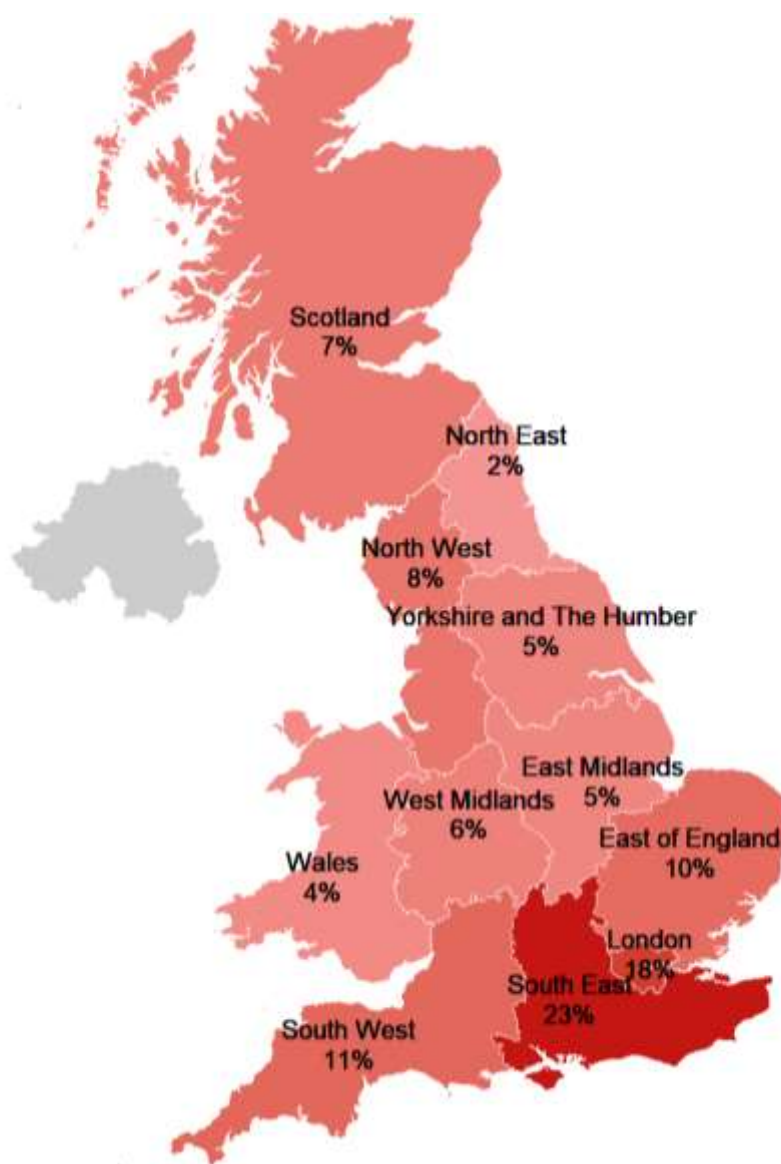 Scotland
7%
North East
2%
North West
8%
Yorkshire and The Humber
5%
East Midlands
5%
West Midlands
6%
East of England
10%
Wales
4%
London
18%
South East
23%
South West
11%